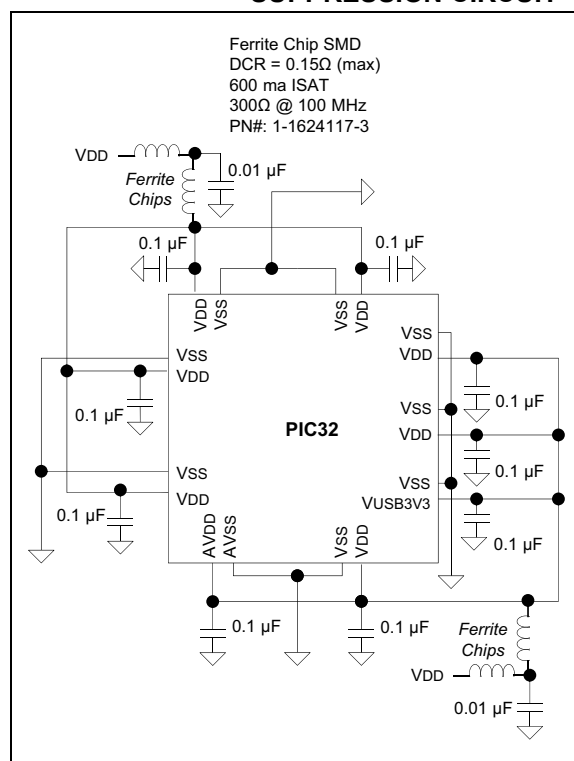 Ferrite Chip SMD
DCR = 0.15Ω (max)
600 ma ISAT
300Ω @ 100 MHz
PN#: 1-1624117-3
VDD
0.01 µF
Ferrite
Chips
0.1 µF
0.1 µF
VDD
VSS
VSS
VDD
VSS
VDD
VSS
VDD
0.1 µF
0.1 µF
VSS
PIC32
VDD
0.1 µF
VSS
VSS
VDD
VUSB3V3
0.1 µF
0.1 µF
AVDD
AVSS
VSS
VDD
0.1 µF
0.1 µF
Ferrite
Chips
VDD
0.01 µF